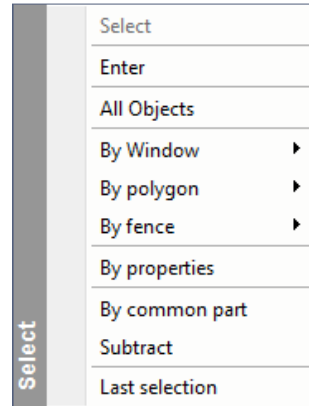 Select
Enter
All Objects
By Window
By polygon
By fence
By properties
By common part
Subtract
Last selection
Select